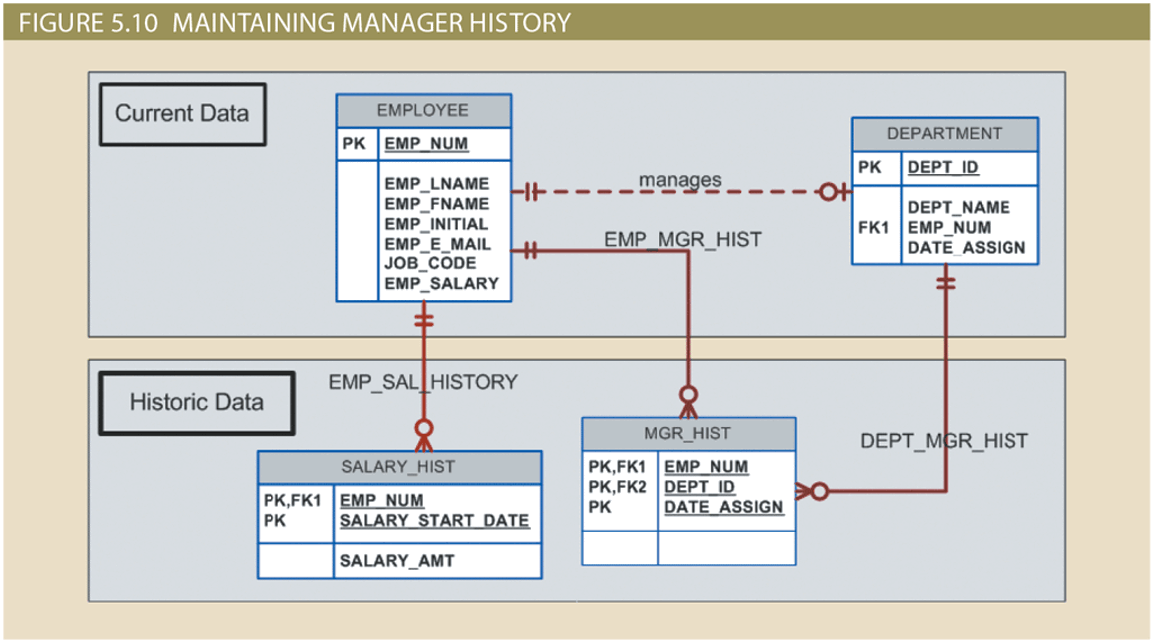 FIGURE 5.10 MAINTAINING MANAGER HISTORY
Current Data
EMPLOYEE
PK EMP_NUM
EMP_LNAME
EMP_FNAME
EMP_INITIAL
EMP_E_MAIL
JOB_CODE
EMP_SALARY
manages
EMP_MGR_HIST
DEPARTMENT
PK DEPT_ID
DEPT_NAME
FK1 EMP_NUM
DATE_ASSIGN
Historic Data
EMP_SAL_HISTORY
SALARY_HIST
PK,FK1 EMP_NUM
PK SALARY_START_DATE
SALARY_AMT
MGR_HIST
PK,FK1 EMP_NUM
PK,FK2 DEPT_ID
PK DATE_ASSIGN
DEPT_MGR_HIST